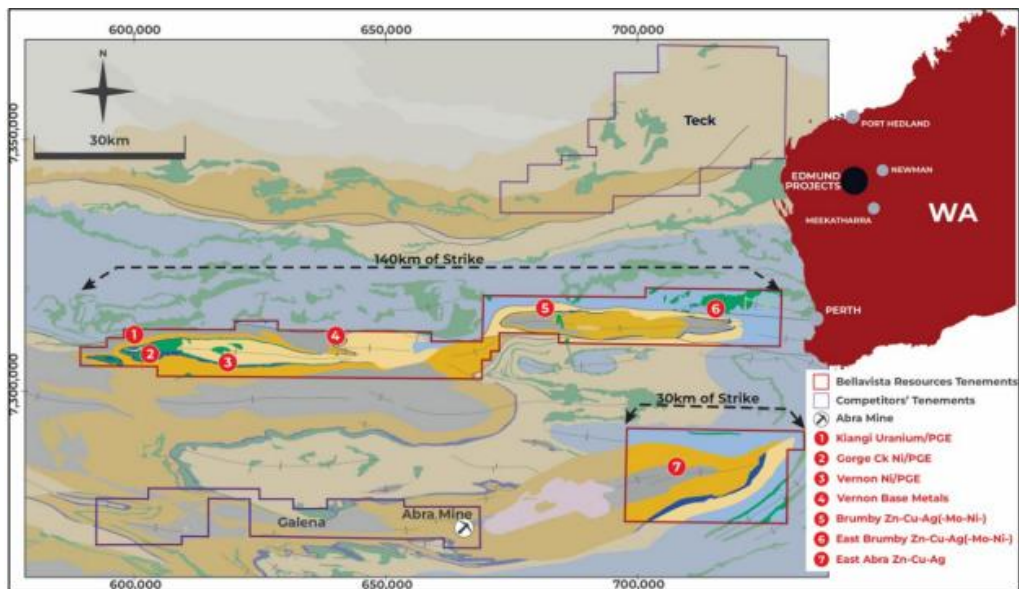 600,000
650,000
700,000
N
30km
7,350,000
Teck
PORT HEDLAND
EDMUND
PROJECTS
NEWMAN
MEEKATHARRA
WA
140km of Strike
1
2
3
4
5
6
PERTH
7,300,000
30km of Strike
7
Galena
Abra Mine
600,000
650,000
700,000
Bellavista Resources Tenements
Competitors' Tenements
Abra Mine
1 Kiangi Uranium/PGE
2 Gorge Ck Ni/PGE
3 Vernon Ni/PGE
4 Vernon Base Metals
5 Brumby Zn-Cu-Ag(-Mo-Ni-)
6 East Brumby Zn-Cu-Ag(-Mo-Ni-)
7 East Abra Zn-Cu-Ag